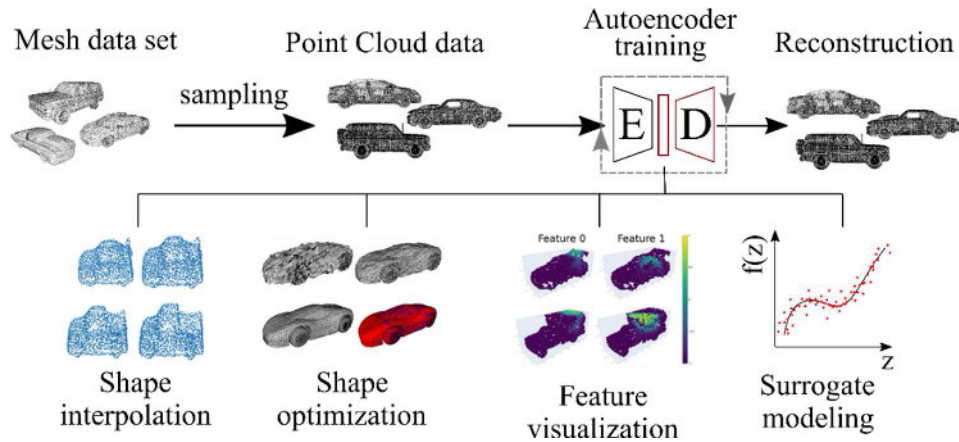 Mesh data set
Point Cloud data
Autoencoder
training
Reconstruction
sampling
E
D
Feature 0
Feature 1
f(z)
z
Shape
interpolation
Shape
optimization
Feature
visualization
Surrogate
modeling